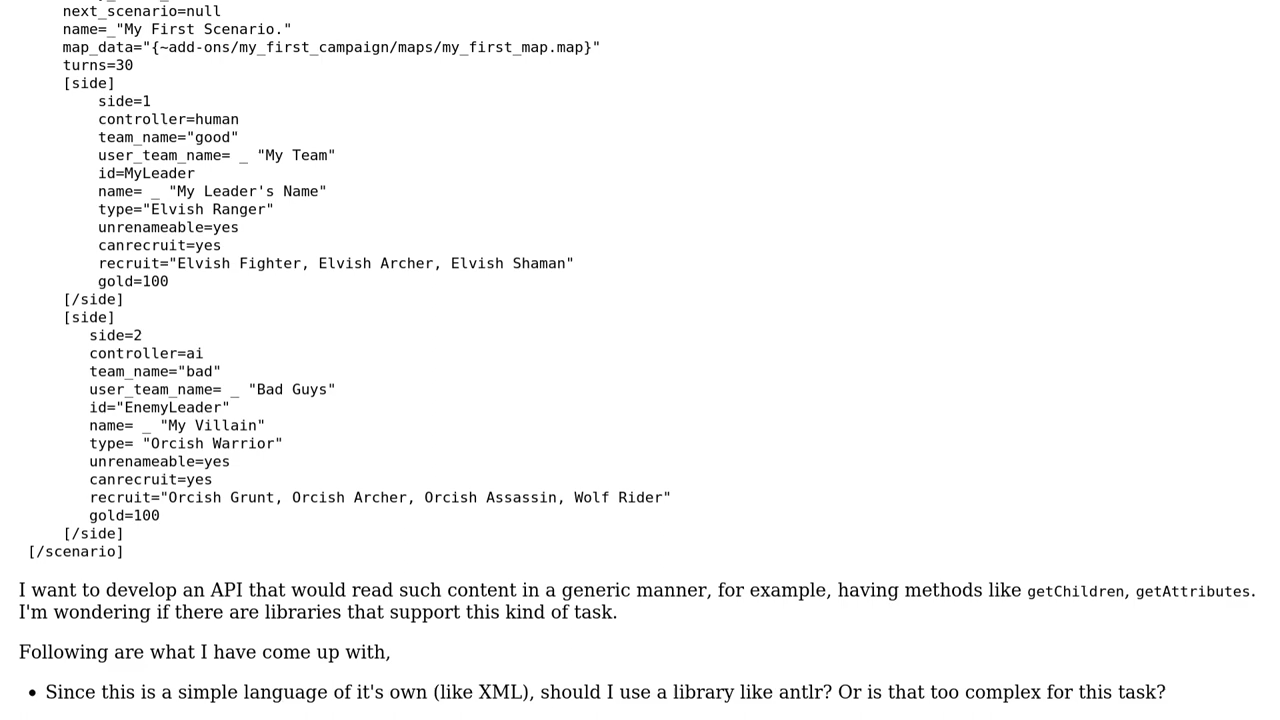 next_scenario=null
name=_"My First Scenario."
map_data="{~add-ons/my_first_campaign/maps/my_first_map.map}"
turns=30
[side]
side=1
controller=human
team_name="good"
user_team_name= _ "My Team"
id=MyLeader
name= _ "My Leader's Name"
type="Elvish Ranger"
unrenameable=yes
canrecruit=yes
recruit="Elvish Fighter, Elvish Archer, Elvish Shaman"
gold=100
[/side]
[side]
side=2
controller=ai
team_name="bad"
user_team_name= _ "Bad Guys"
id="EnemyLeader"
name= _ "My Villain"
type= "Orcish Warrior"
unrenameable=yes
canrecruit=yes
recruit="Orcish Grunt, Orcish Archer, Orcish Assassin, Wolf Rider"
gold=100
[/side]
[/scenario]
I want to develop an API that would read such content in a generic manner, for example, having methods like getChildren, getAttributes.
I'm wondering if there are libraries that support this kind of task.
Following are what I have come up with,
• Since this is a simple language of it's own (like XML), should I use a library like antlr? Or is that too complex for this task?